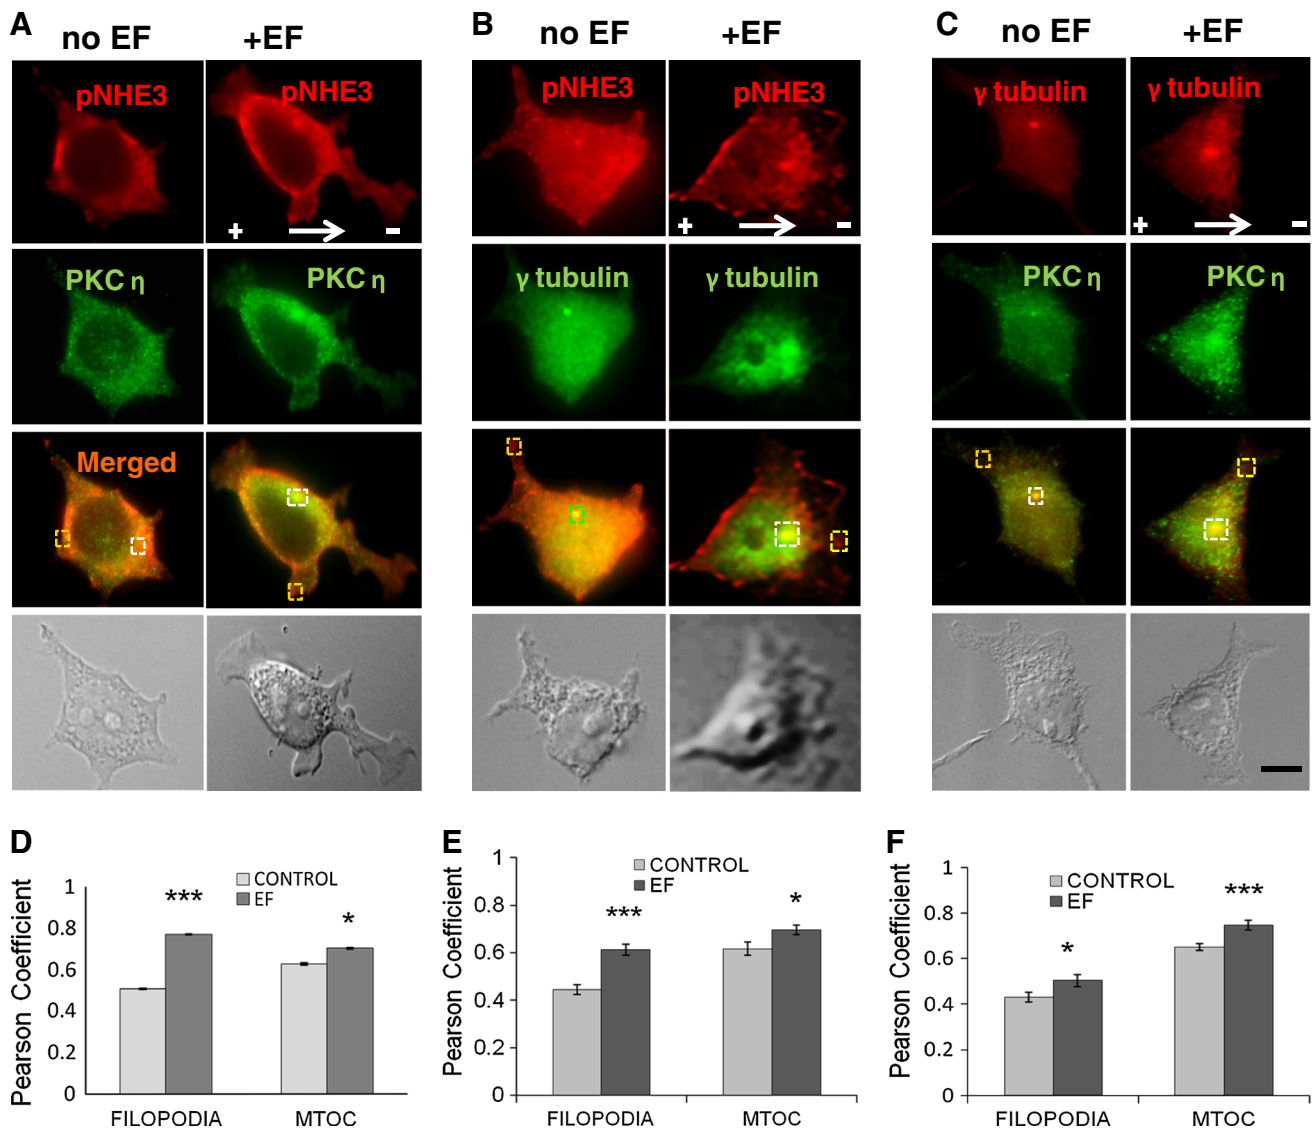 A
no EF
+EF
B
no EF
+EF
C
no EF
+EF
pNHE3
pNHE3
+
-
pNHE3
pNHE3
+
-
γ tubulin
γ tubulin
+
-
PKC η
PKC η
γ tubulin
γ tubulin
PKC η
PKC η
Merged
D
Pearson Coefficient
1
0.8
0.6
0.4
0.2
0
CONTROL
EF
***
*
FILOPODIA
MTOC
E
Pearson Coefficient
1
0.8
0.6
0.4
0.2
0
CONTROL
EF
***
*
FILOPODIA
MTOC
F
Pearson Coefficient
1
0.8
0.6
0.4
0.2
0
CONTROL
EF
*
***
FILOPODIA
MTOC